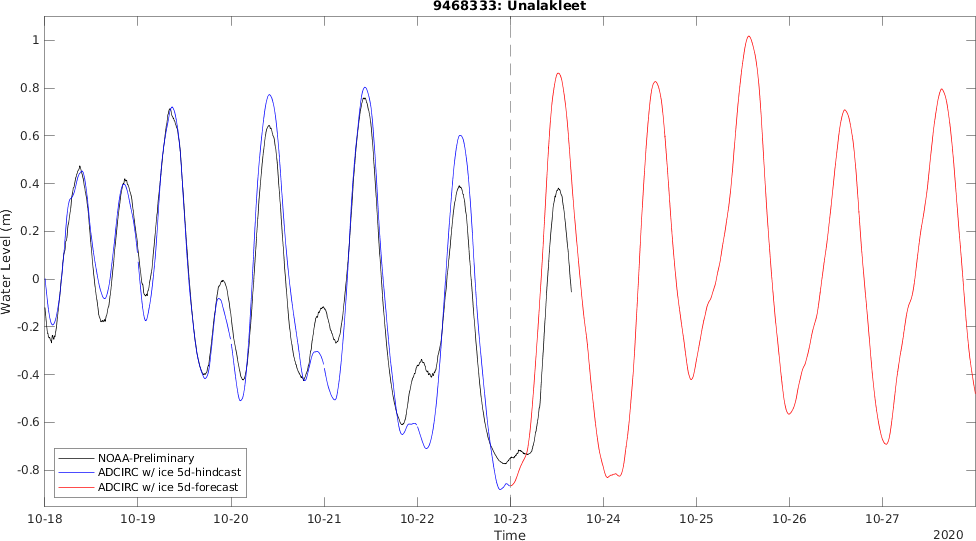 9468333: Unalakleet
Water Level (m)
1
0.8
0.6
0.4
0.2
0
-0.2
-0.4
-0.6
-0.8
NOAA-Preliminary
ADCIRC w/ ice 5d-hindcast
ADCIRC w/ ice 5d-forecast
10-18 10-19 10-20 10-21 10-22 10-23 10-24 10-25 10-26 10-27
Time
2020